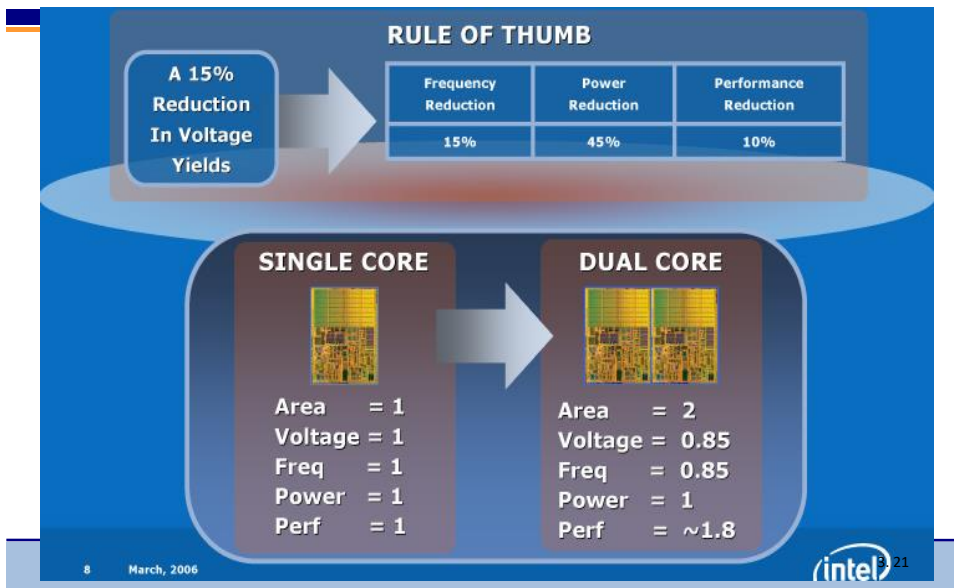 RULE OF THUMB
A 15%
Reduction
In Voltage
Yields
Frequency Reduction
Power Reduction
Performance Reduction
15% 45% 10%
SINGLE CORE
Area = 1
Voltage = 1
Freq = 1
Power = 1
Perf = 1
DUAL CORE
Area = 2
Voltage = 0.85
Freq = 0.85
Power = 1
Perf = ~1.8
8 March, 2006
intel
3. 21